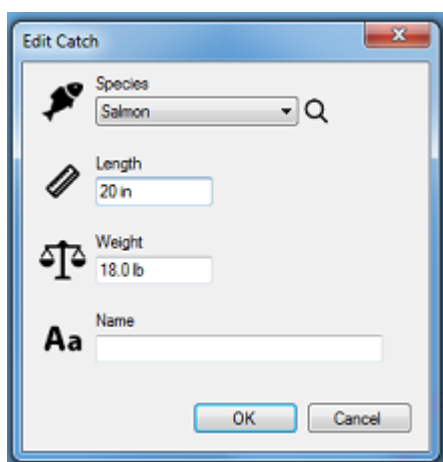 Edit Catch
Species
Salmon
Length
20 in
Weight
18.0 lb
Aa
Name
OK
Cancel